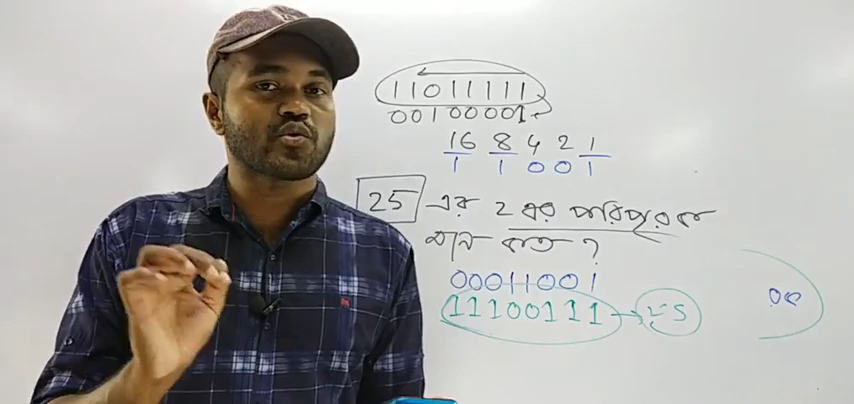 11011111
00100001
16 8 4 2 1
1 1 0 0 1
25 এর 2 এর পরিপূরক
মান কত ?
00011001
11100111 → 2'S